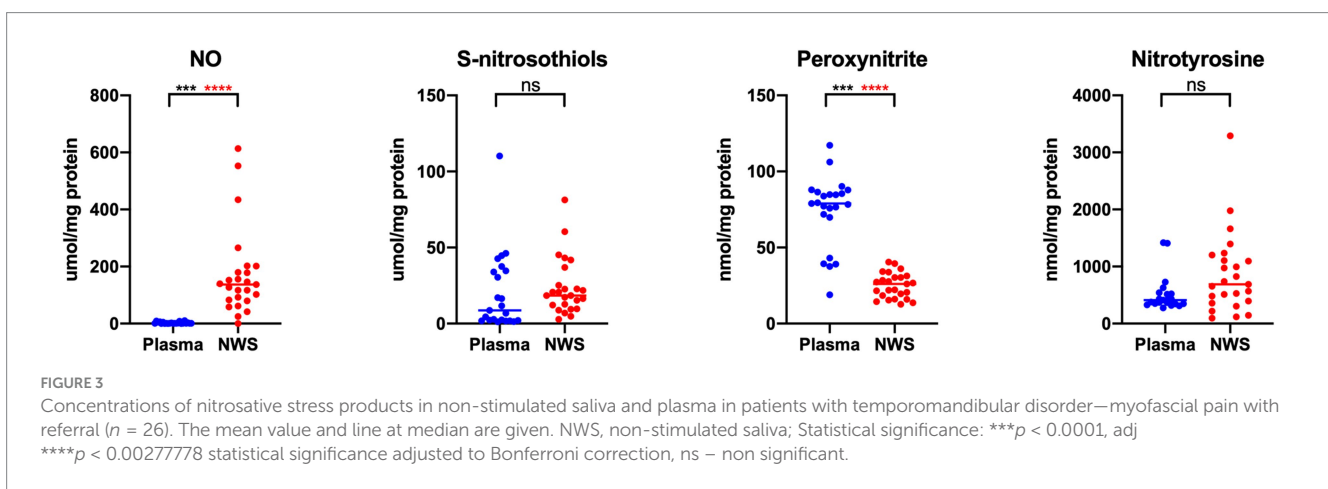 NO
*** ****
umol/mg protein
800
600
400
200
0
Plasma NWS
S-nitrosothiols
ns
umol/mg protein
150
100
50
0
Plasma NWS
Peroxynitrite
*** ****
nmol/mg protein
150
100
50
0
Plasma NWS
Nitrotyrosine
ns
nmol/mg protein
4000
3000
2000
1000
0
Plasma NWS
FIGURE 3
Concentrations of nitrosative stress products in non-stimulated saliva and plasma in patients with temporomandibular disorder—myofascial pain with
referral (n = 26). The mean value and line at median are given. NWS, non-stimulated saliva; Statistical significance: ***p < 0.0001, adj
****p < 0.00277778 statistical significance adjusted to Bonferroni correction, ns – non significant.